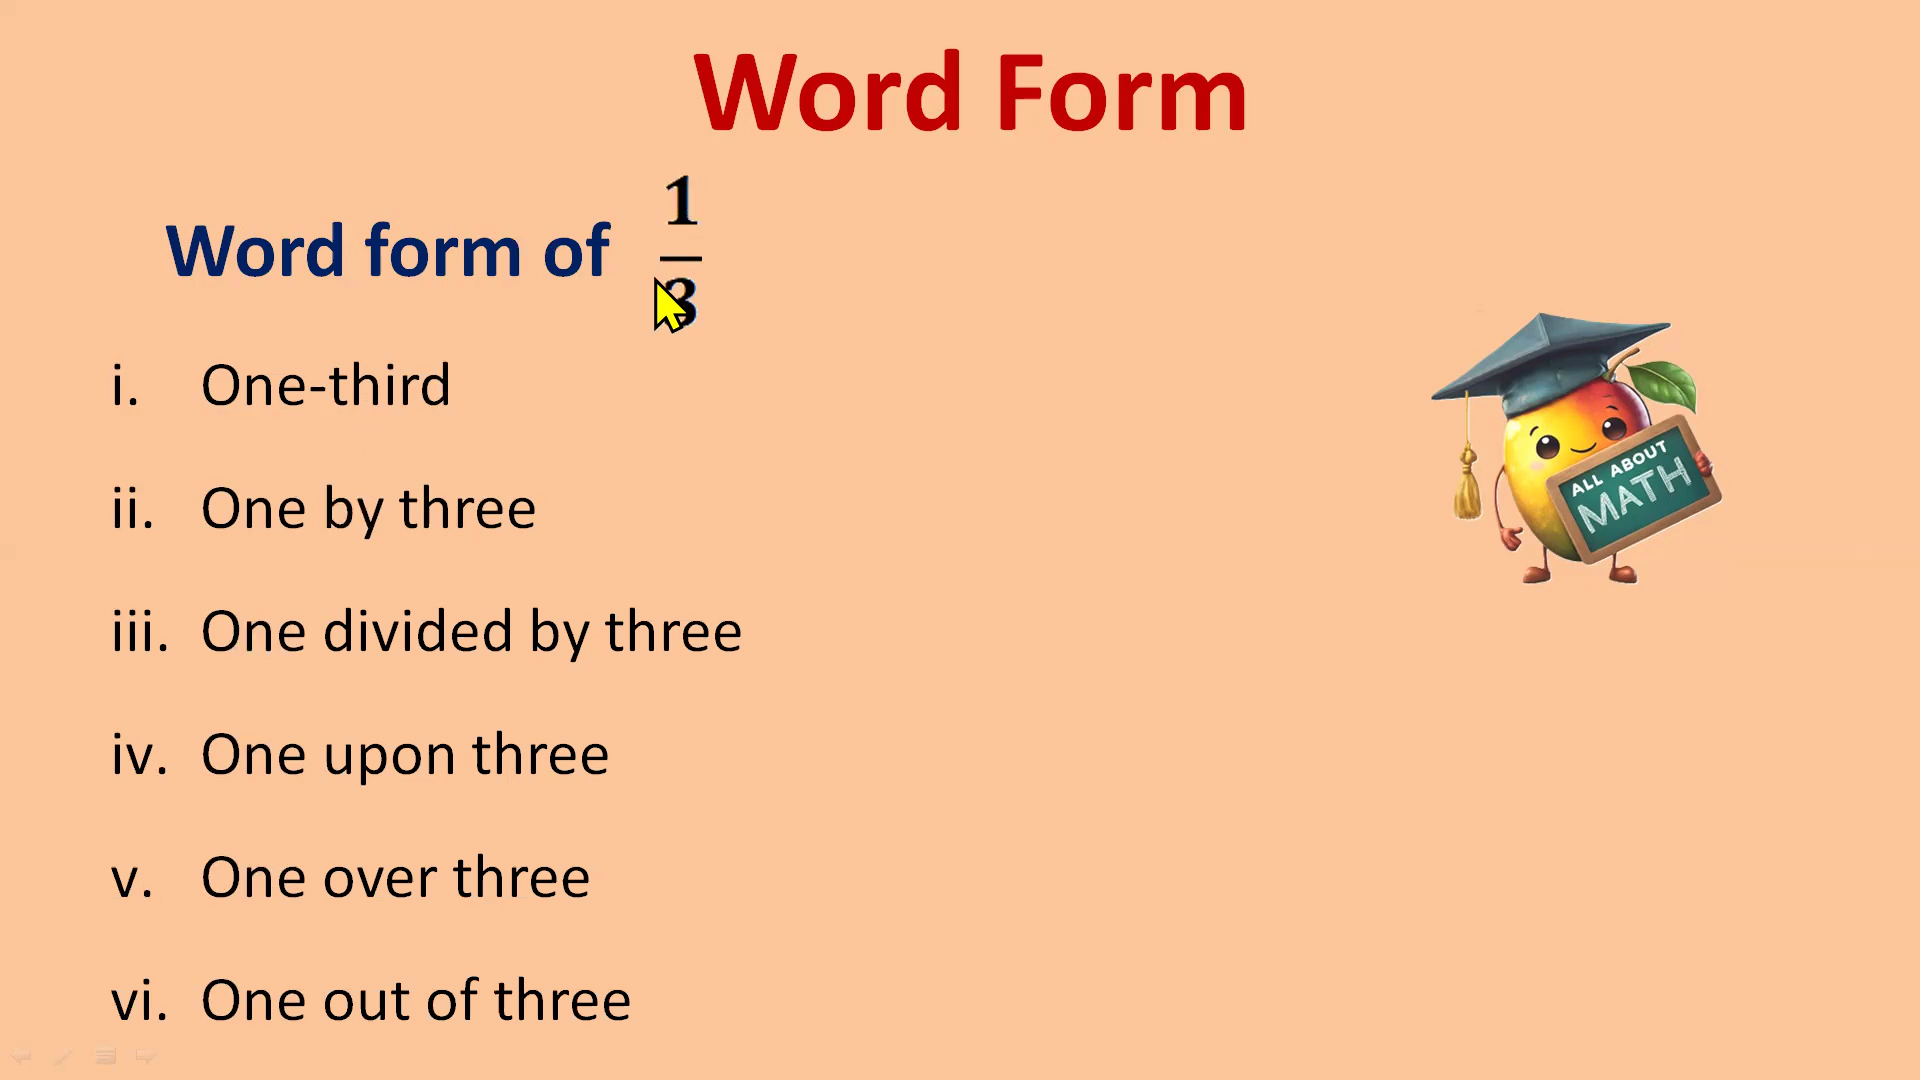 Word Form
Word form of 1/3
i. One-third
ii. One by three
iii. One divided by three
iv. One upon three
v. One over three
vi. One out of three
ALL ABOUT
MATH